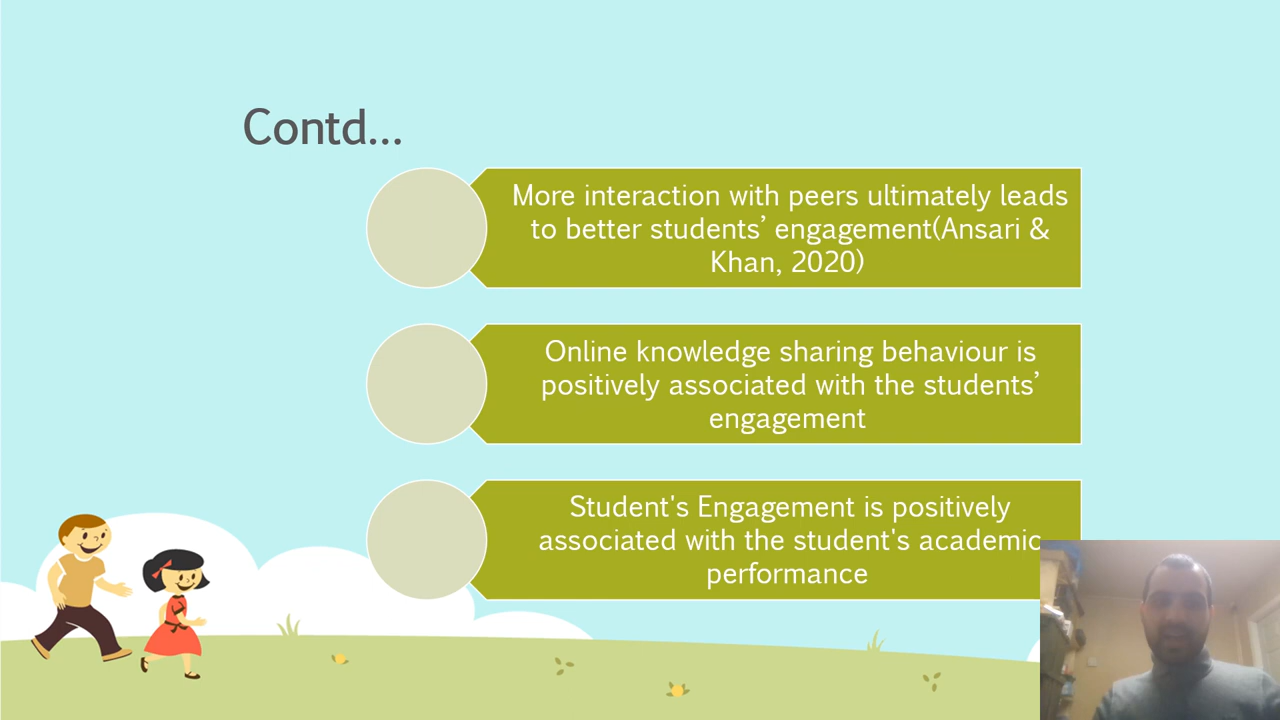 Contd...
More interaction with peers ultimately leads
to better students’ engagement(Ansari &
Khan, 2020)
Online knowledge sharing behaviour is
positively associated with the students’
engagement
Student's Engagement is positively
associated with the student's academic
performance